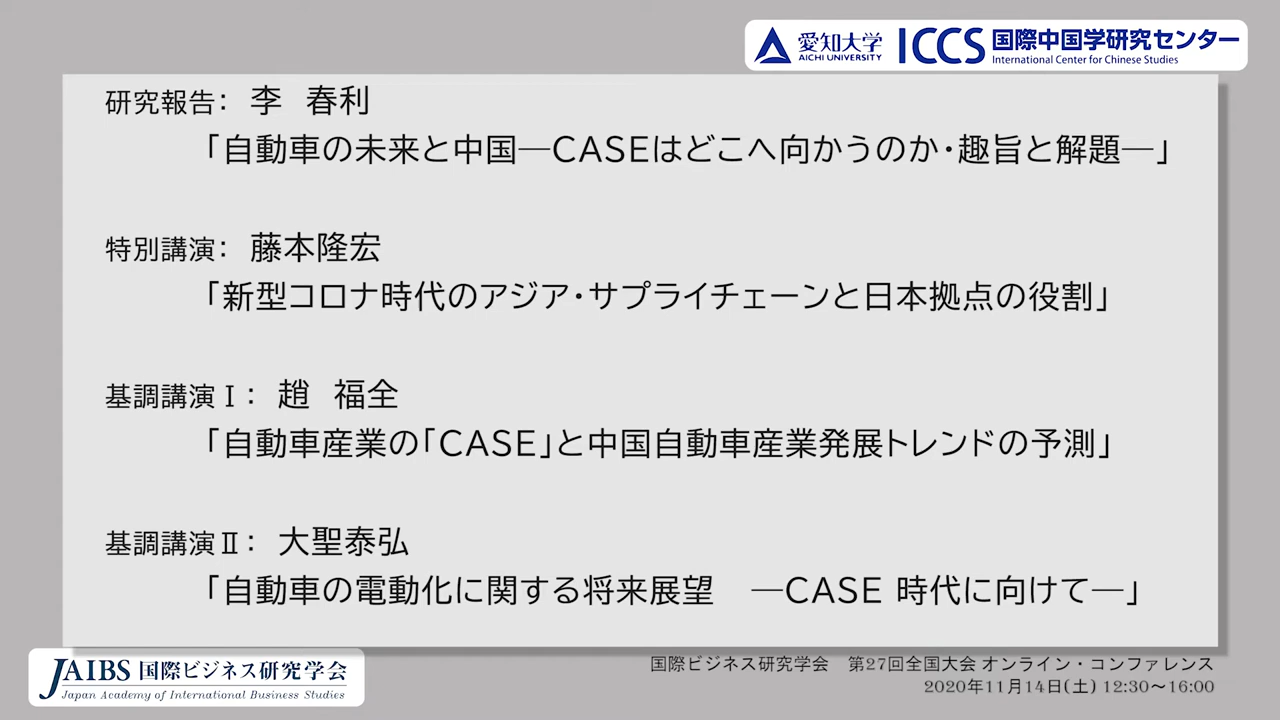 愛知大学
AICHI UNIVERSITY
ICCS 国際中国学研究センター
International Center for Chinese Studies
研究報告： 李　春利
「自動車の未来と中国―CASEはどこへ向かうのか・趣旨と解題―」
特別講演： 藤本隆宏
「新型コロナ時代のアジア・サプライチェーンと日本拠点の役割」
基調講演Ⅰ： 趙　福全
「自動車産業の「CASE」と中国自動車産業発展トレンドの予測」
基調講演Ⅱ： 大聖泰弘
「自動車の電動化に関する将来展望　―CASE 時代に向けて―」
JAIBS 国際ビジネス研究学会
Japan Academy of International Business Studies
国際ビジネス研究学会　第27回全国大会 オンライン・コンファレンス
2020年11月14日(土) 12:30～16:00